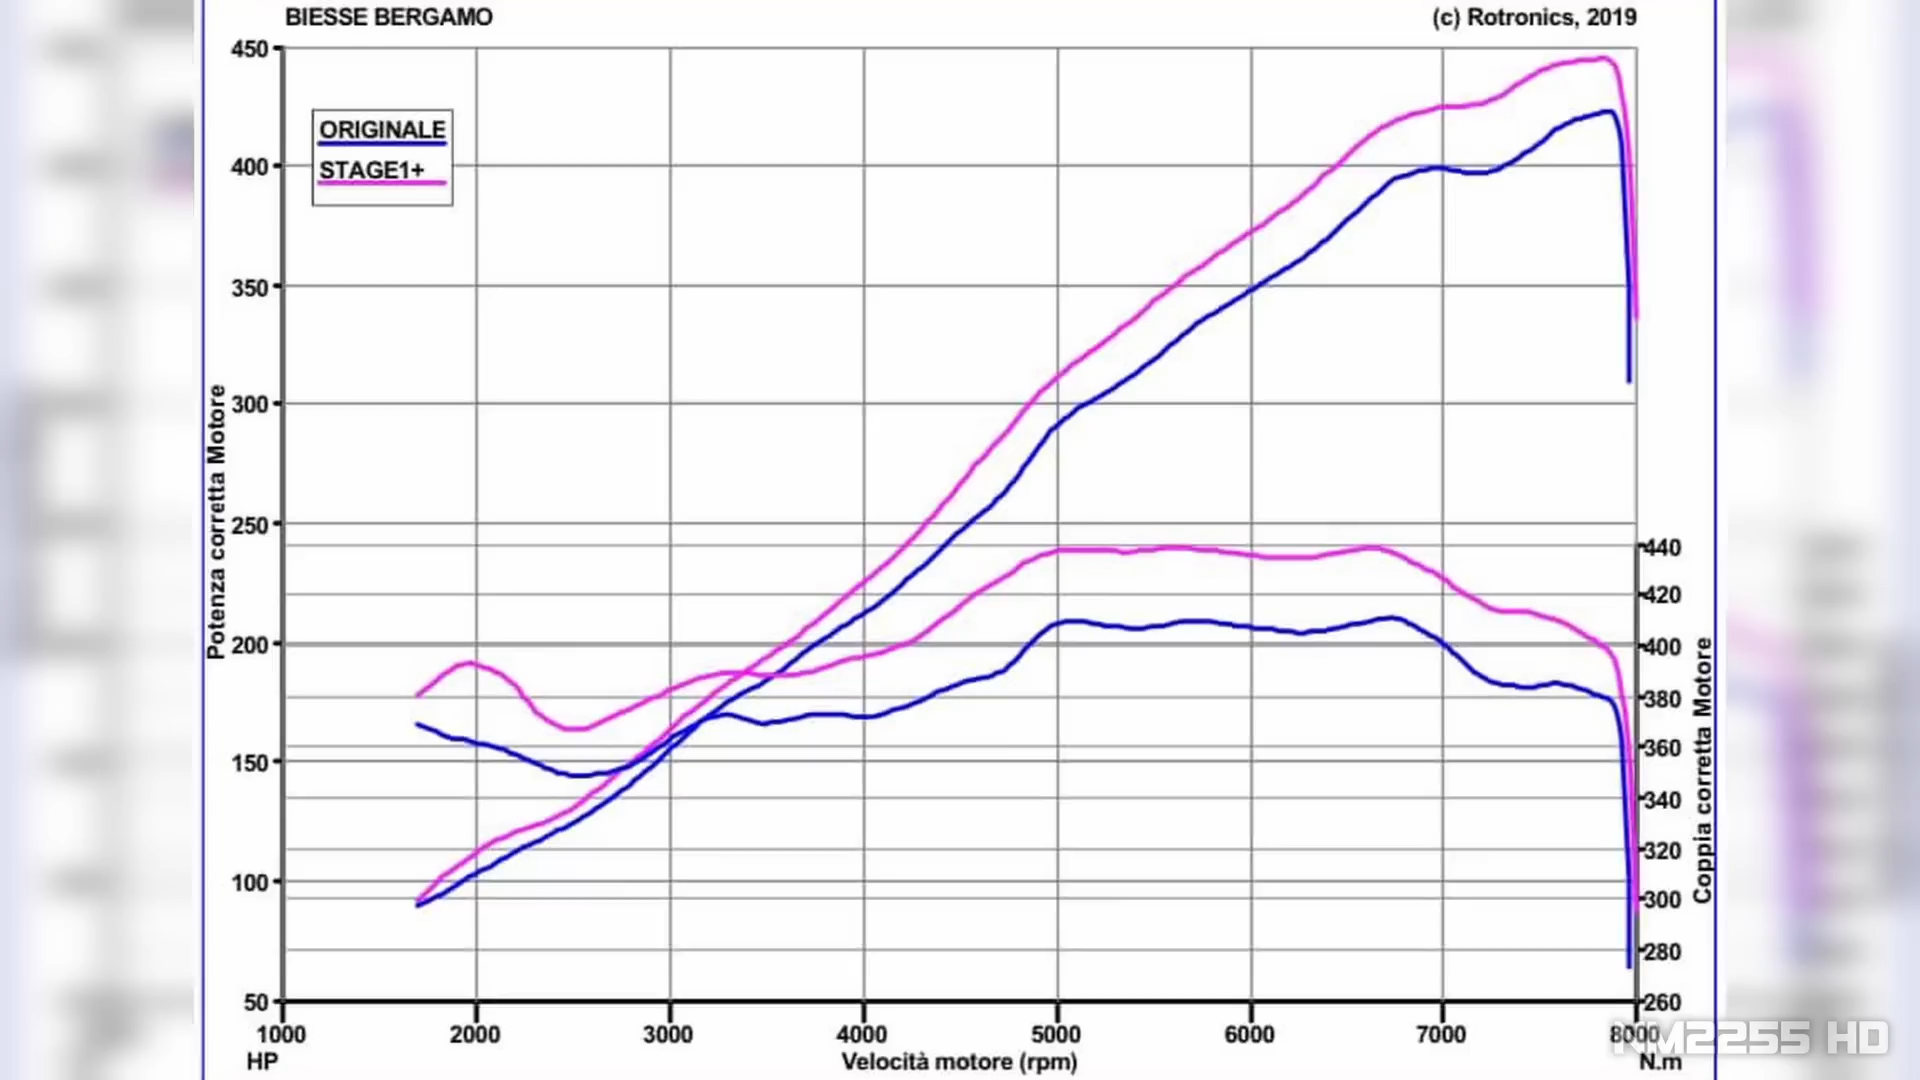 BIESSE BERGAMO
(c) Rotronics, 2019
ORIGINALE
STAGE1+
Potenza corretta Motore
450
400
350
300
250
200
150
100
50
440
420
400
380
360
340
320
300
280
260
Coppia corretta Motore
1000 2000 3000 4000 5000 6000 7000 8000
HP
Velocità motore (rpm)
N.m
NM2255 HD